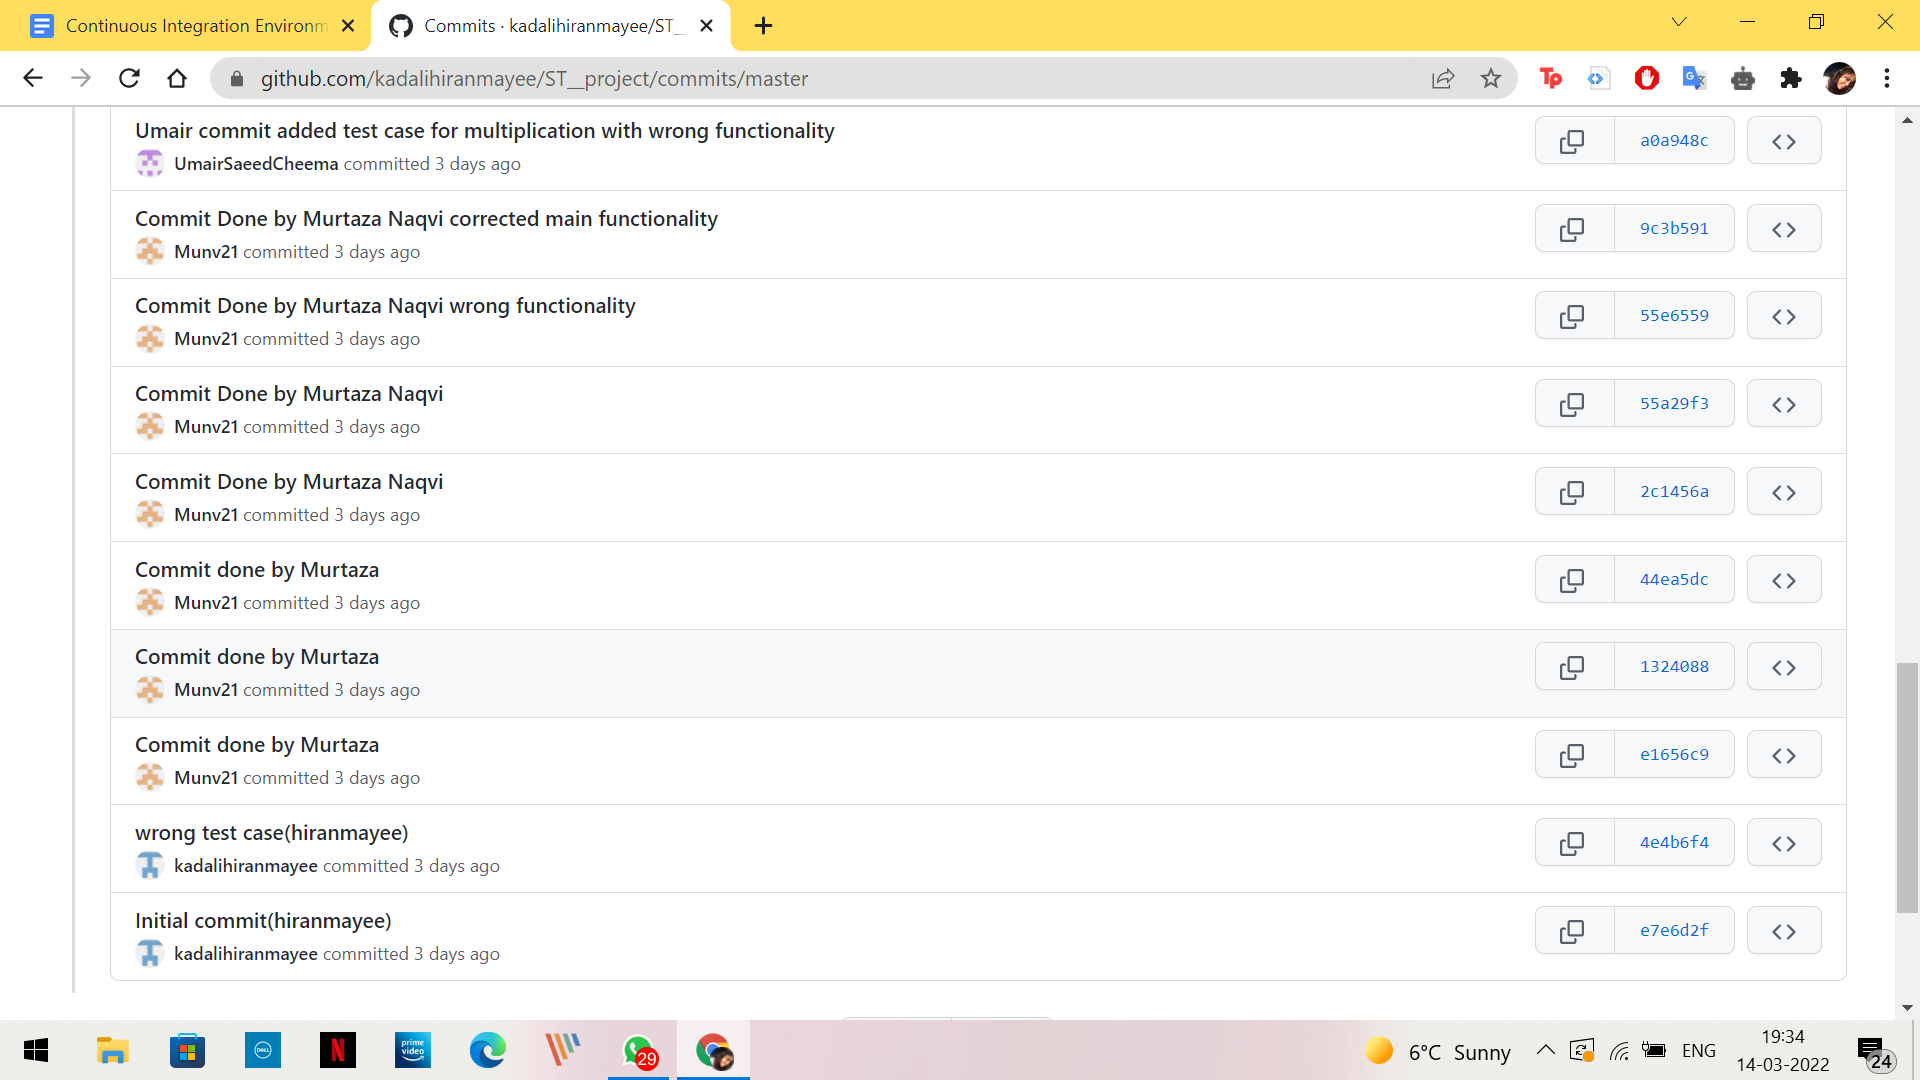 Continuous Integration Environm
Commits · kadalihiranmayee/ST_
github.com/kadalihiranmayee/ST__project/commits/master
Umair commit added test case for multiplication with wrong functionality
UmairSaeedCheema committed 3 days ago
a0a948c
Commit Done by Murtaza Naqvi corrected main functionality
Munv21 committed 3 days ago
9c3b591
Commit Done by Murtaza Naqvi wrong functionality
Munv21 committed 3 days ago
55e6559
Commit Done by Murtaza Naqvi
Munv21 committed 3 days ago
55a29f3
Commit Done by Murtaza Naqvi
Munv21 committed 3 days ago
2c1456a
Commit done by Murtaza
Munv21 committed 3 days ago
44ea5dc
Commit done by Murtaza
Munv21 committed 3 days ago
1324088
Commit done by Murtaza
Munv21 committed 3 days ago
e1656c9
wrong test case(hiranmayee)
kadalihiranmayee committed 3 days ago
4e4b6f4
Initial commit(hiranmayee)
kadalihiranmayee committed 3 days ago
e7e6d2f
DELL
N
prime video
29
6°C Sunny
ENG
19:34
14-03-2022
24